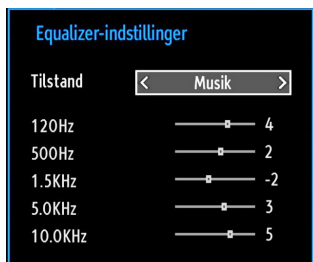 Equalizer-indstillinger
Tilstand < Musik >
120Hz 4
500Hz 2
1.5KHz -2
5.0KHz 3
10.0KHz 5